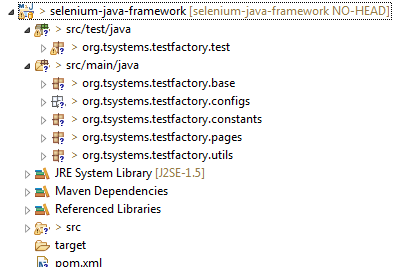 > selenium-java-framework [selenium-java-framework NO-HEAD]
> src/test/java
> org.tsystems.testfactory.test
> src/main/java
> org.tsystems.testfactory.base
> org.tsystems.testfactory.configs
> org.tsystems.testfactory.constants
> org.tsystems.testfactory.pages
> org.tsystems.testfactory.utils
JRE System Library [J2SE-1.5]
Maven Dependencies
Referenced Libraries
> src
target
pom.xml